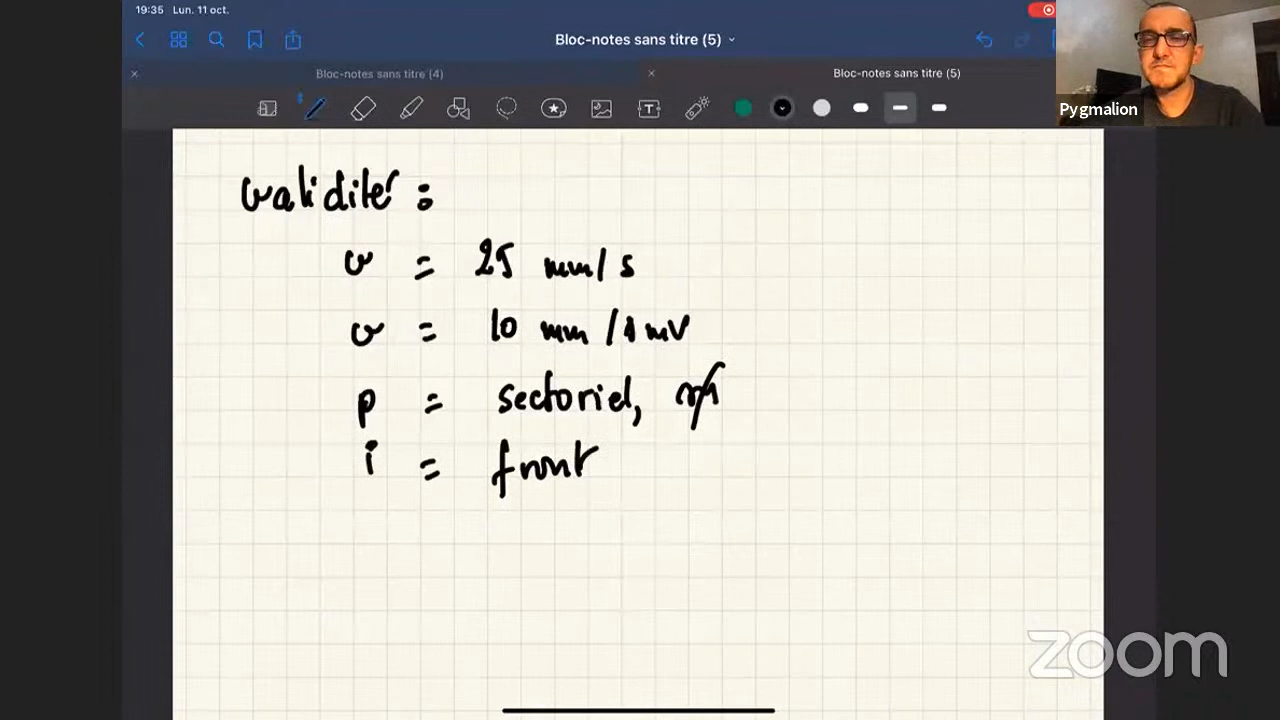 19:35 Lun. 11 oct.
Bloc-notes sans titre (5)
Bloc-notes sans titre (4)
Bloc-notes sans titre (5)
Pygmalion
validiter :
v = 25 mm/s
v = 10 mm/1mV
p = sectoriel,
i = front
zoom